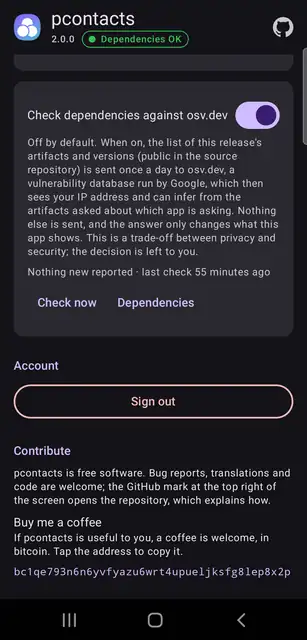 pcontacts
2.0.0 Dependencies OK
Check dependencies against osv.dev
Off by default. When on, the list of this release's
artifacts and versions (public in the source
repository) is sent once a day to osv.dev, a
vulnerability database run by Google, which then
sees your IP address and can infer from the
artifacts asked about which app is asking. Nothing
else is sent, and the answer only changes what this
app shows. This is a trade-off between privacy and
security; the decision is left to you.
Nothing new reported · last check 55 minutes ago
Check now Dependencies
Account
Sign out
Contribute
pcontacts is free software. Bug reports, translations and
code are welcome; the GitHub mark at the top right of
the screen opens the repository, which explains how.
Buy me a coffee
If pcontacts is useful to you, a coffee is welcome, in
bitcoin. Tap the address to copy it.
bc1qe793n6n6yvfyazu6wrt4upueljksfg8lep8x2p